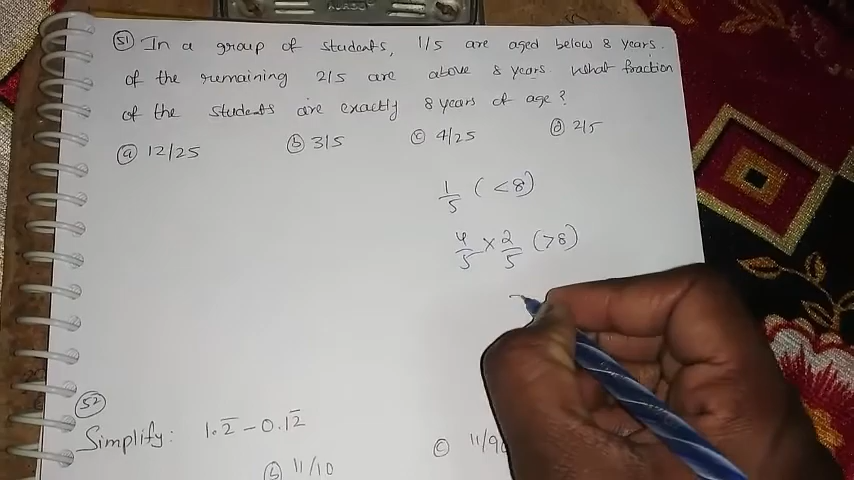 51 In a group of students, 1/5 are aged below 8 years.
of the remaining 2/5 are above 8 years. What fraction
of the students are exactly 8 years of age?
a 12/25 b 3/5 c 4/25 d 2/5
1/5 (<8)
4/5 × 2/5 (>8)
52
Simplify: 1.2̅ - 0.12̅
b 11/10 c 11/90